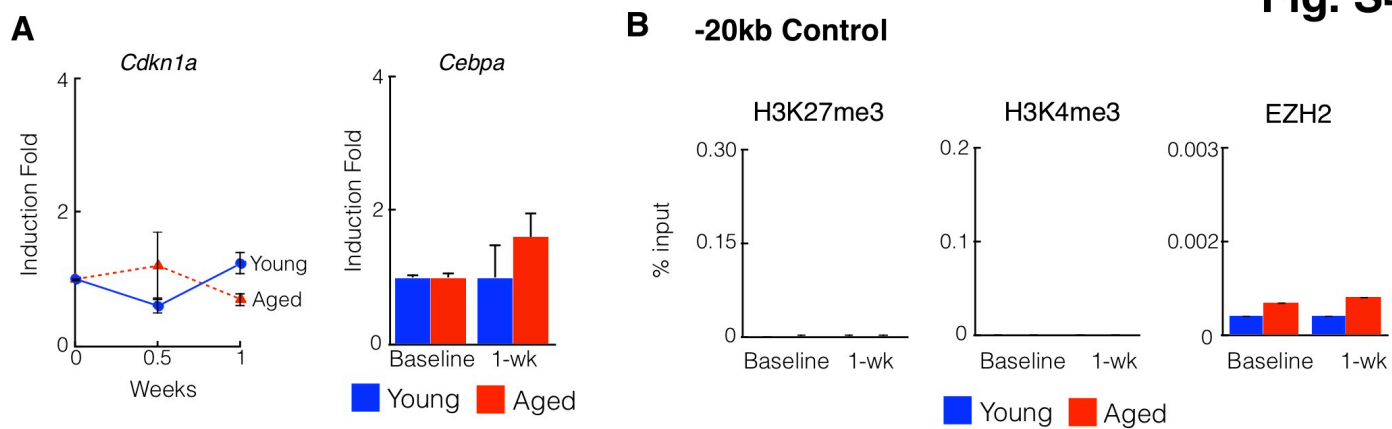 A
B
-20kb Control
Cdkn1a
Cebpa
H3K27me3
H3K4me3
EZH2
Induction Fold
4
2
0
0
0.5
1
Weeks
Young
Aged
Induction Fold
4
2
0
Baseline
1-wk
Young
Aged
% input
0.30
0.15
0
Baseline
1-wk
0.2
0.1
0
Baseline
1-wk
0.003
0.002
0
Baseline
1-wk
Young
Aged